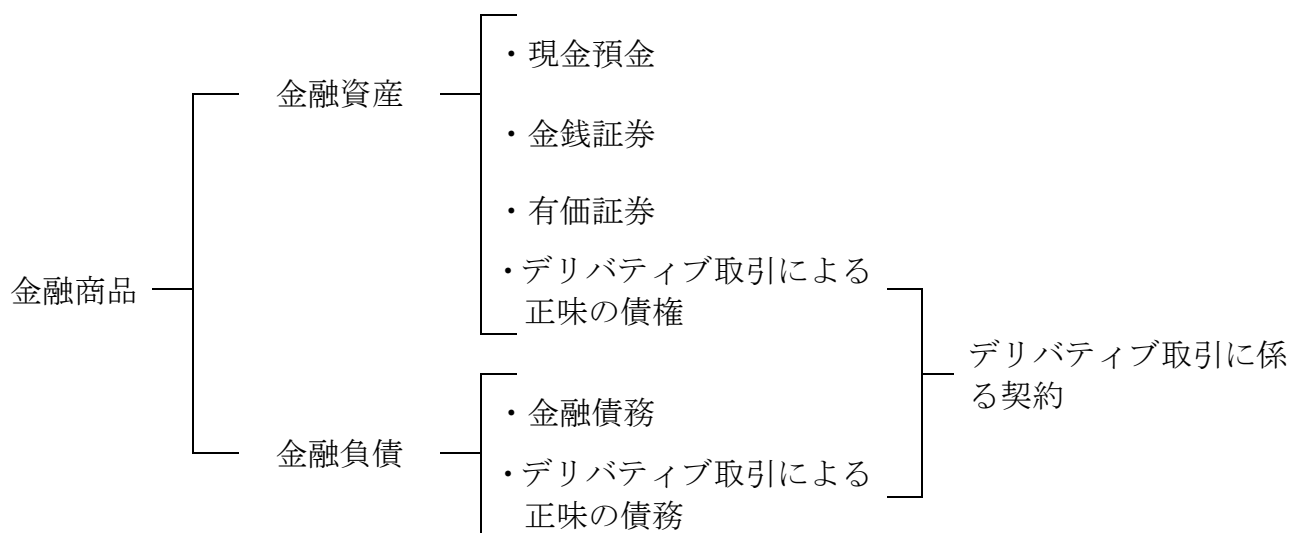 金融商品
金融資産
・現金預金
・金銭証券
・有価証券
・デリバティブ取引による
正味の債権
金融負債
・金融債務
・デリバティブ取引による
正味の債務
デリバティブ取引に係
る契約